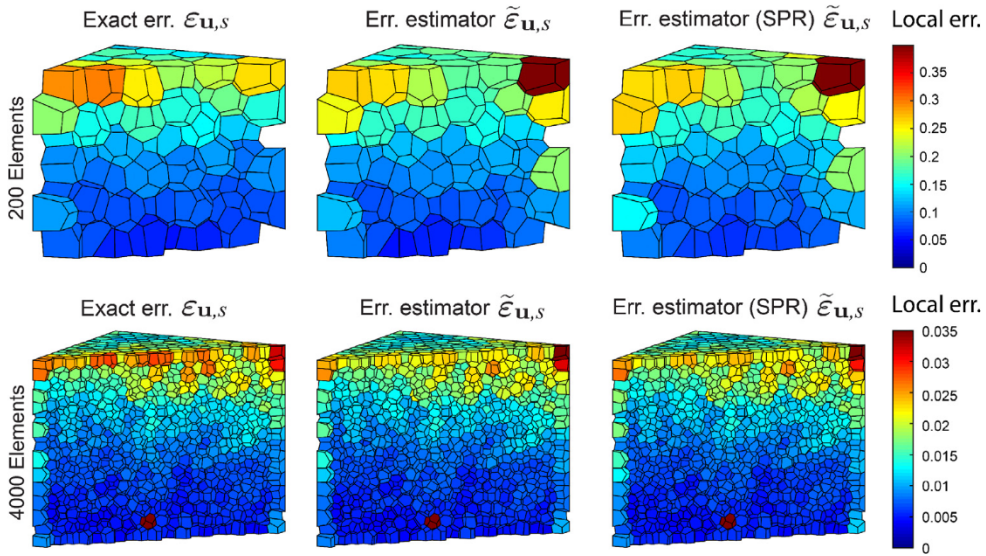 Exact err. εu,s
Err. estimator ε̃u,s
Err. estimator (SPR) ε̃u,s
Local err.
200 Elements
0.35
0.3
0.25
0.2
0.15
0.1
0.05
0
Exact err. εu,s
Err. estimator ε̃u,s
Err. estimator (SPR) ε̃u,s
Local err.
4000 Elements
0.035
0.03
0.025
0.02
0.015
0.01
0.005
0